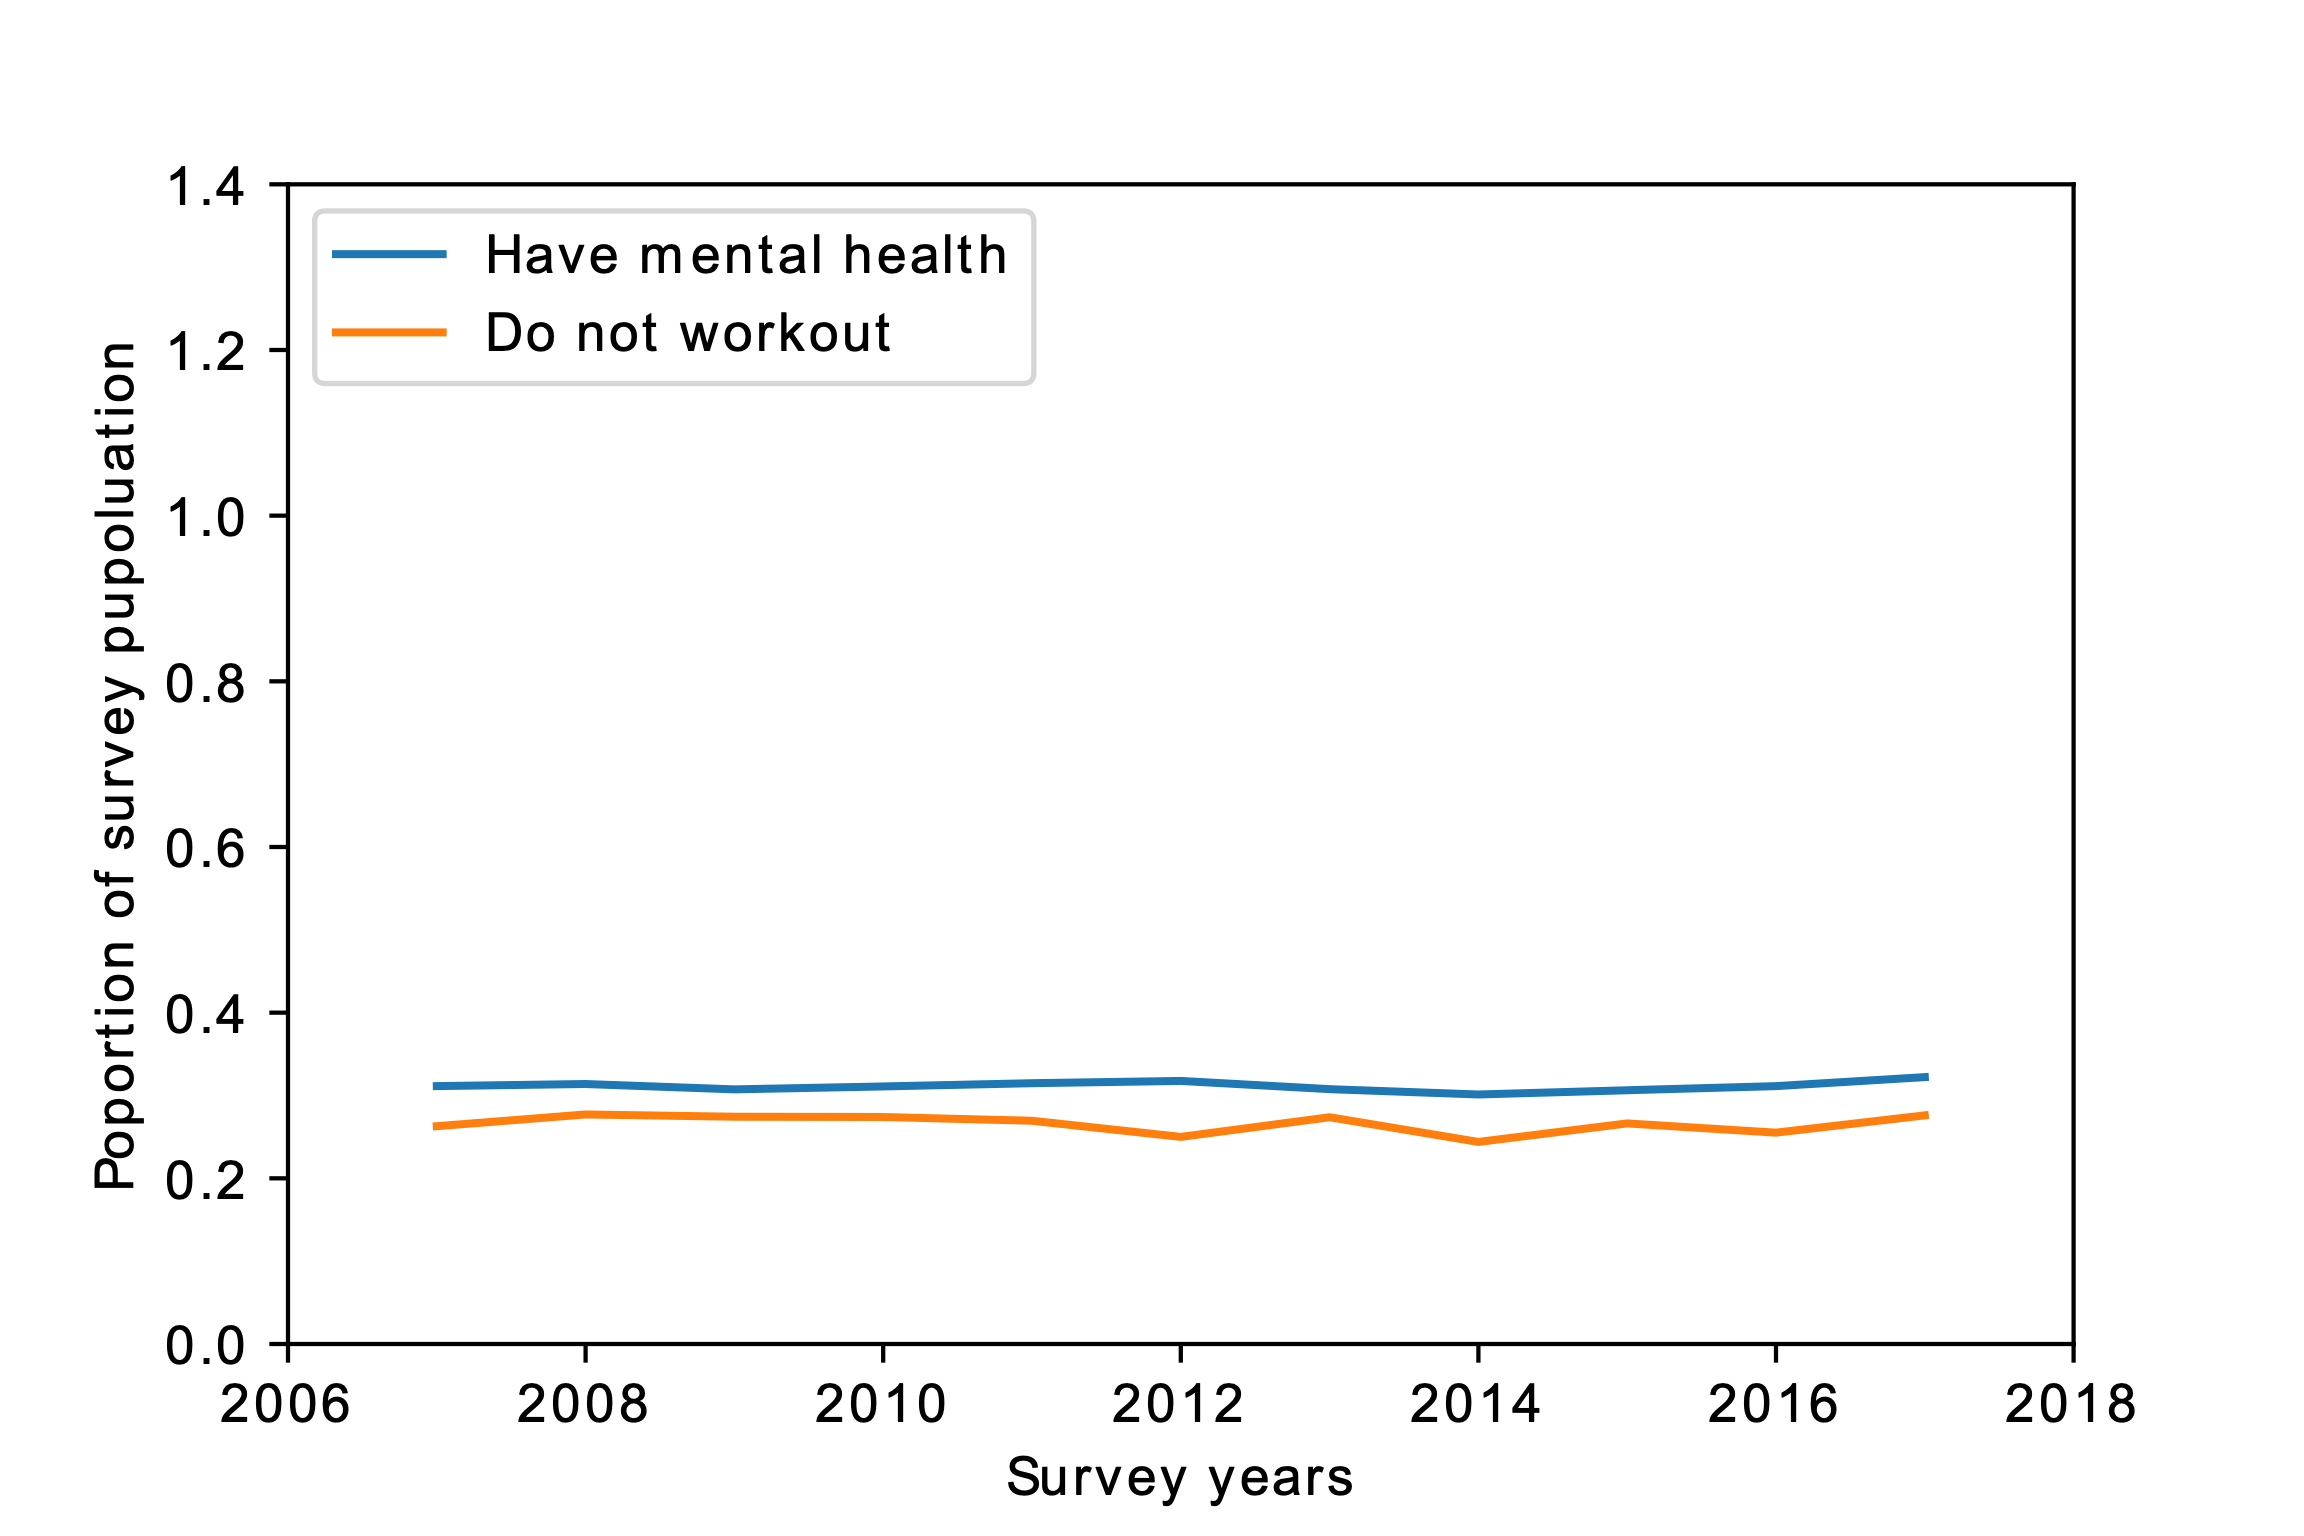 1.4
1.2
1.0
0.8
0.6
0.4
0.2
0.0
Have mental health
Do not workout
Poportion of survey pupoluation
2006 2008 2010 2012 2014 2016 2018
Survey years